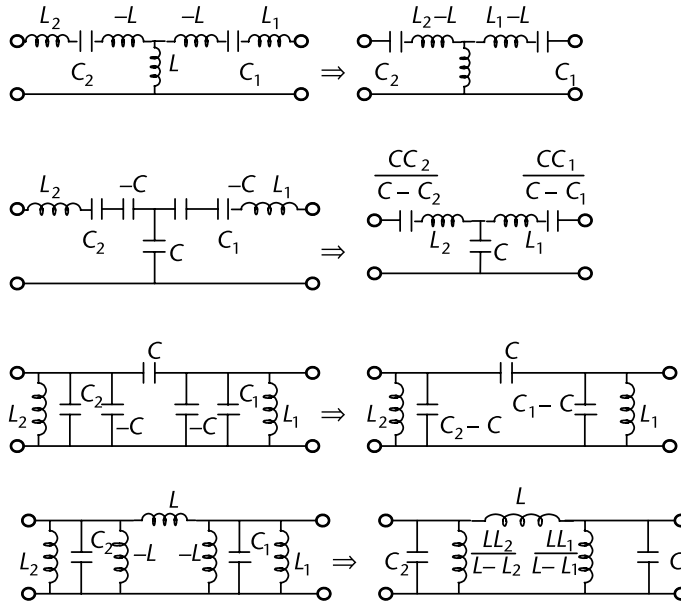 L₂ −L −L L₁
C₂ L C₁
⇒
L₂−L L₁−L
C₂ C₁
L₂ −C −C L₁
C₂ C C₁
⇒
CC₂/(C − C₂) CC₁/(C − C₁)
L₂ C L₁
C
L₂ C₂ −C −C C₁ L₁
⇒
C
L₂ C₂ − C C₁ − C L₁
L
L₂ C₂ −L −L C₁ L₁
⇒
L
C₂ LL₂/(L − L₂) LL₁/(L − L₁) C